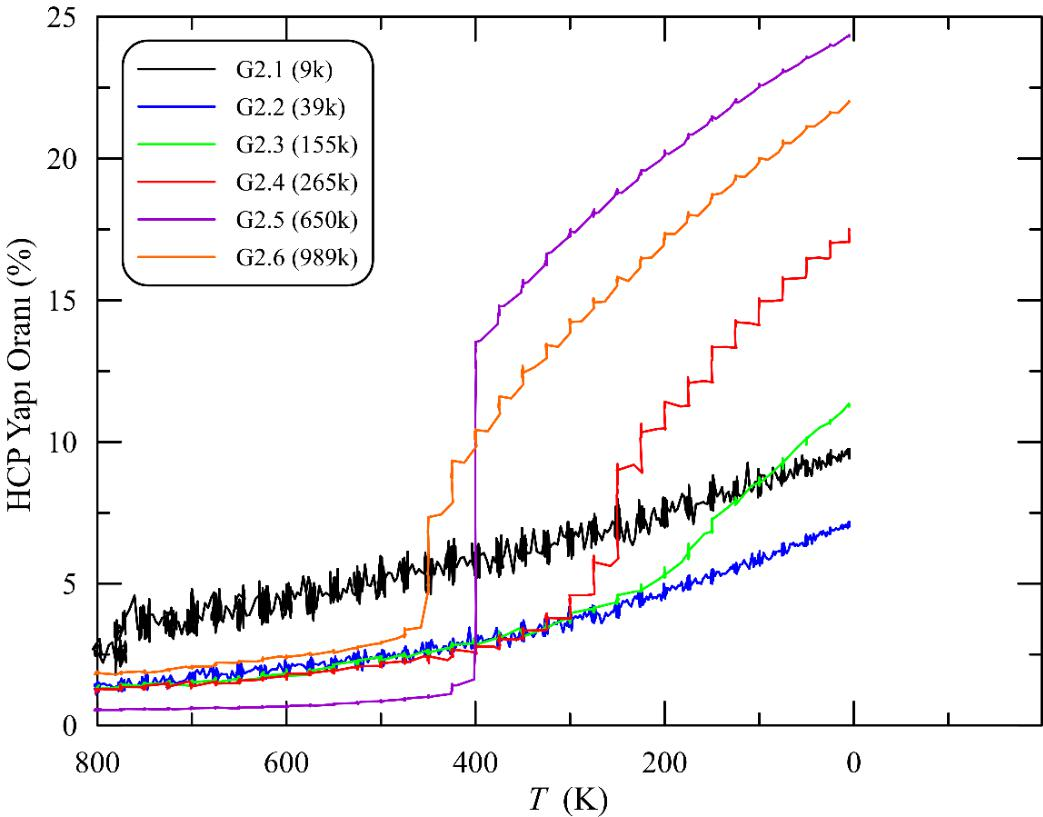 25
20
15
10
5
0
HCP Yapı Oranı (%)
G2.1 (9k)
G2.2 (39k)
G2.3 (155k)
G2.4 (265k)
G2.5 (650k)
G2.6 (989k)
800 600 400 200 0
T (K)